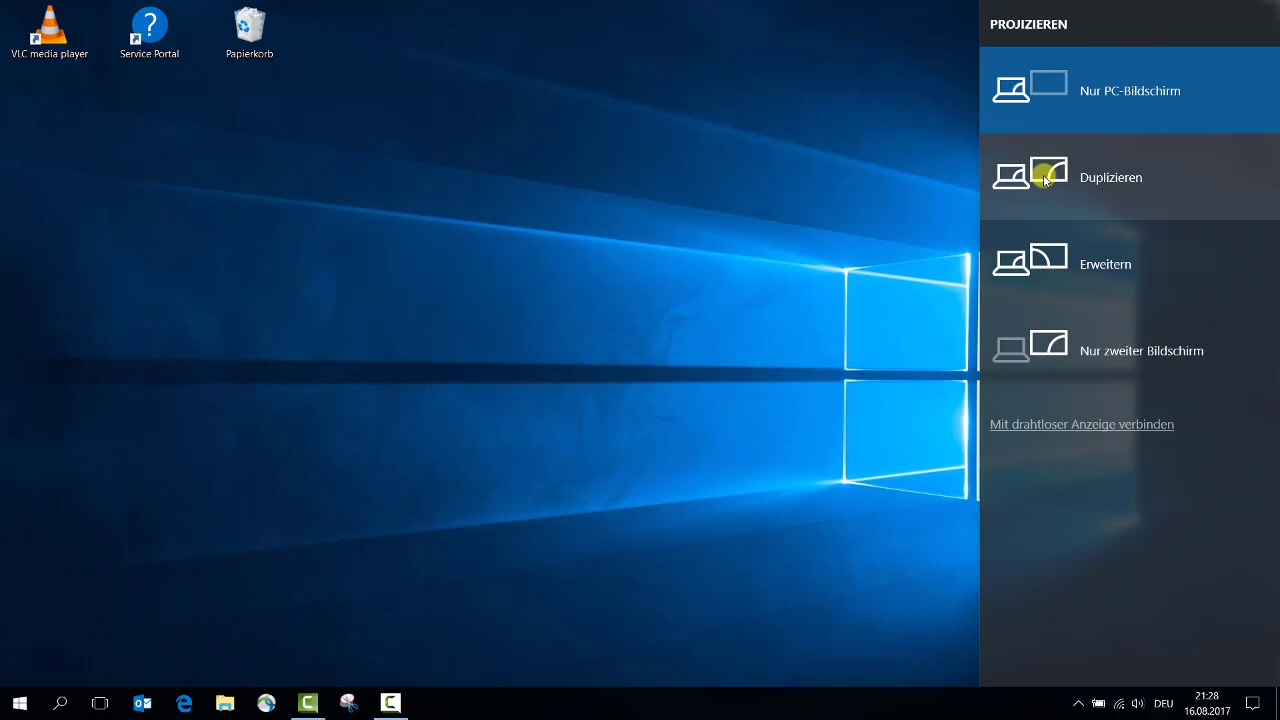 VLC media player
Service Portal
Papierkorb
PROJIZIEREN
Nur PC-Bildschirm
Duplizieren
Erweitern
Nur zweiter Bildschirm
Mit drahtloser Anzeige verbinden
DEU
21:28
16.08.2017